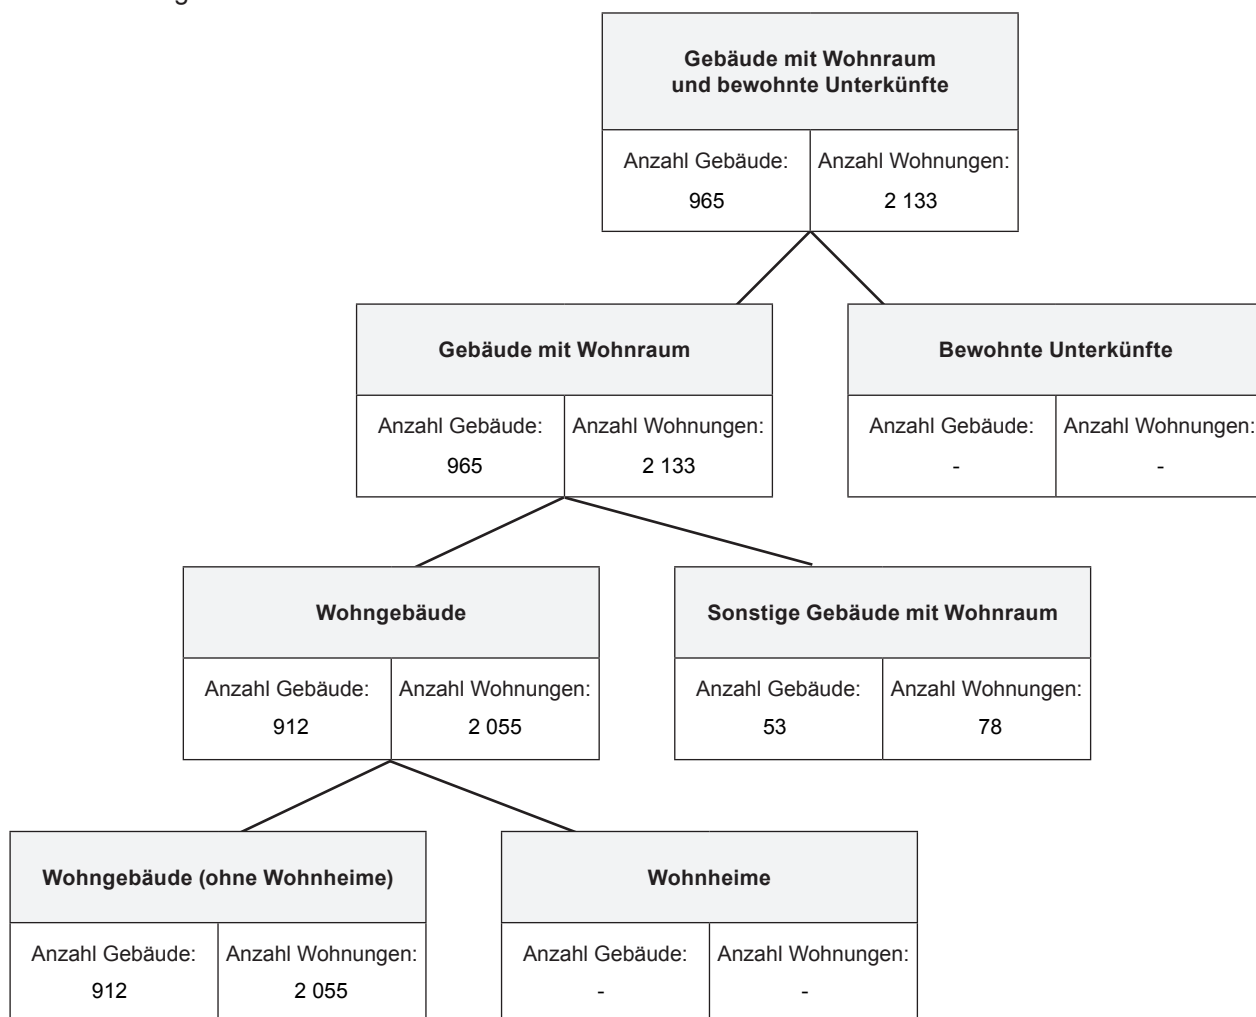 Gebäude mit Wohnraum
und bewohnte Unterkünfte
Anzahl Gebäude: Anzahl Wohnungen:
965 2 133
Gebäude mit Wohnraum
Anzahl Gebäude: Anzahl Wohnungen:
965 2 133
Bewohnte Unterkünfte
Anzahl Gebäude: Anzahl Wohnungen:
- -
Wohngebäude
Anzahl Gebäude: Anzahl Wohnungen:
912 2 055
Sonstige Gebäude mit Wohnraum
Anzahl Gebäude: Anzahl Wohnungen:
53 78
Wohngebäude (ohne Wohnheime)
Anzahl Gebäude: Anzahl Wohnungen:
912 2 055
Wohnheime
Anzahl Gebäude: Anzahl Wohnungen:
- -